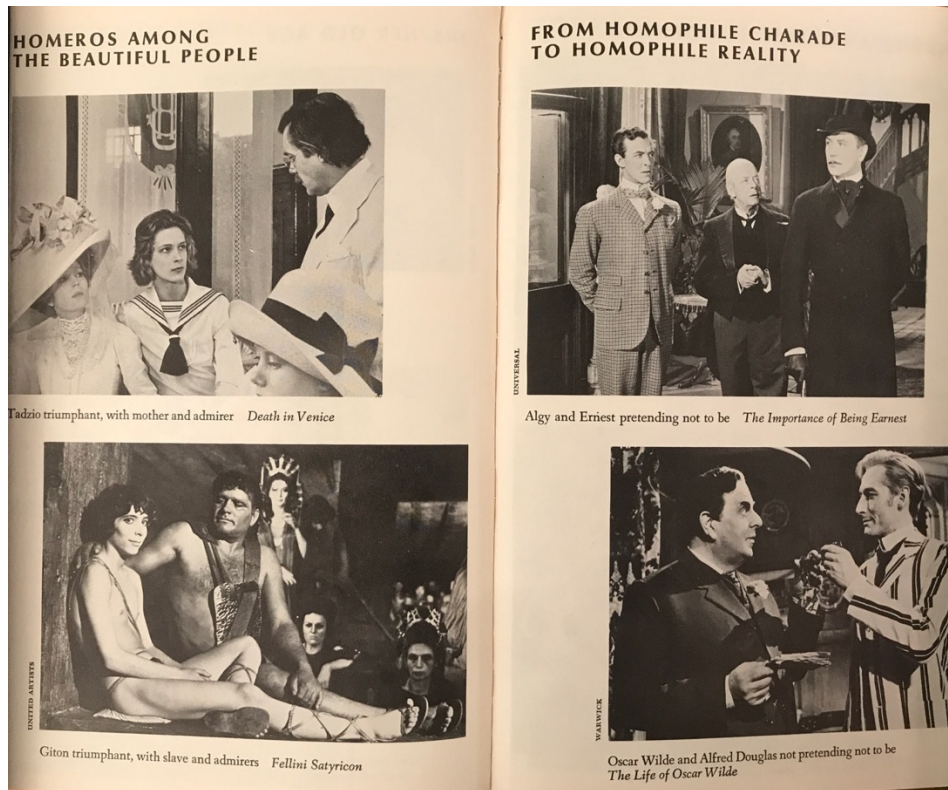 HOMEROS AMONG
THE BEAUTIFUL PEOPLE
Tadzio triumphant, with mother and admirer Death in Venice
UNITED ARTISTS
Giton triumphant, with slave and admirers Fellini Satyricon
FROM HOMOPHILE CHARADE
TO HOMOPHILE REALITY
UNIVERSAL
Algy and Erniest pretending not to be The Importance of Being Earnest
WARWICK
Oscar Wilde and Alfred Douglas not pretending not to be
The Life of Oscar Wilde